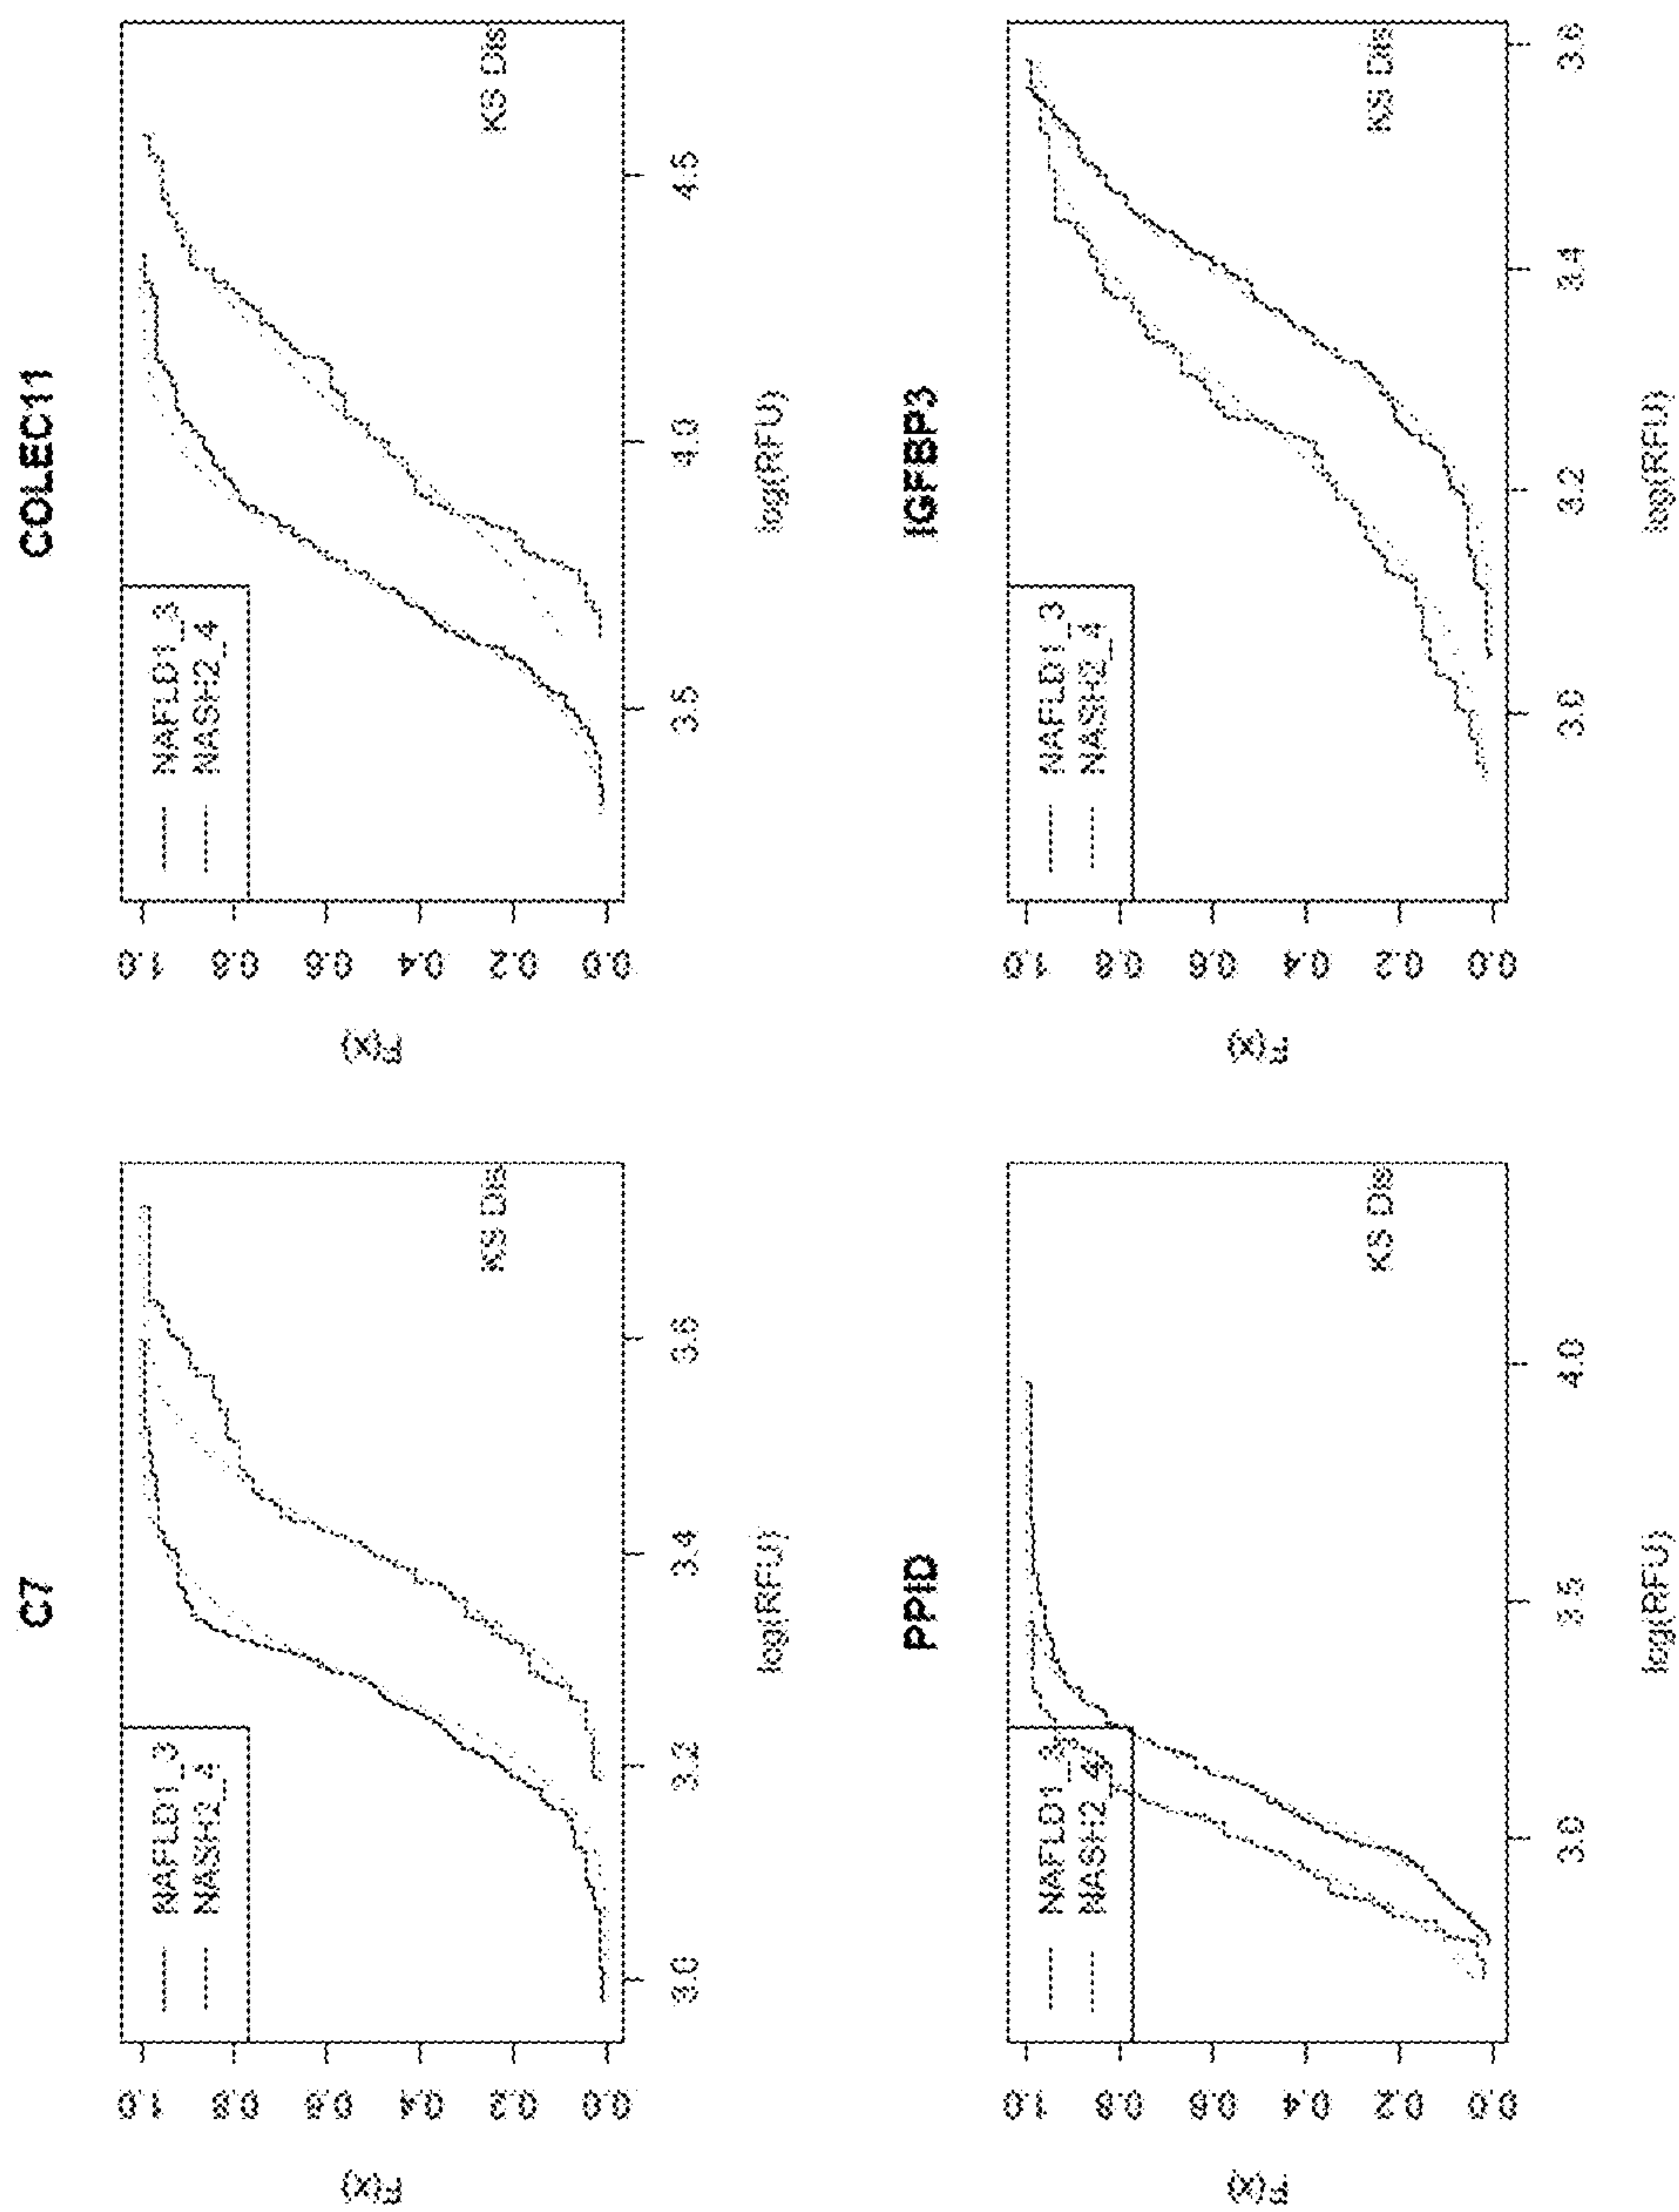 C7
F(x)
1.0
0.8
0.6
0.4
0.2
0.0
NAFLD1_3
NASH2_4
KS Dis
3.0
3.2
3.4
3.6
log(RFU)
COLEC11
F(x)
1.0
0.8
0.6
0.4
0.2
0.0
NAFLD1_3
NASH2_4
KS Dis
3.5
4.0
4.5
log(RFU)
PPID
F(x)
1.0
0.8
0.6
0.4
0.2
0.0
NAFLD1_3
NASH2_4
KS Dis
3.0
3.5
4.0
log(RFU)
IGFBP3
F(x)
1.0
0.8
0.6
0.4
0.2
0.0
NAFLD1_3
NASH2_4
KS Dis
3.0
3.2
3.4
3.6
log(RFU)